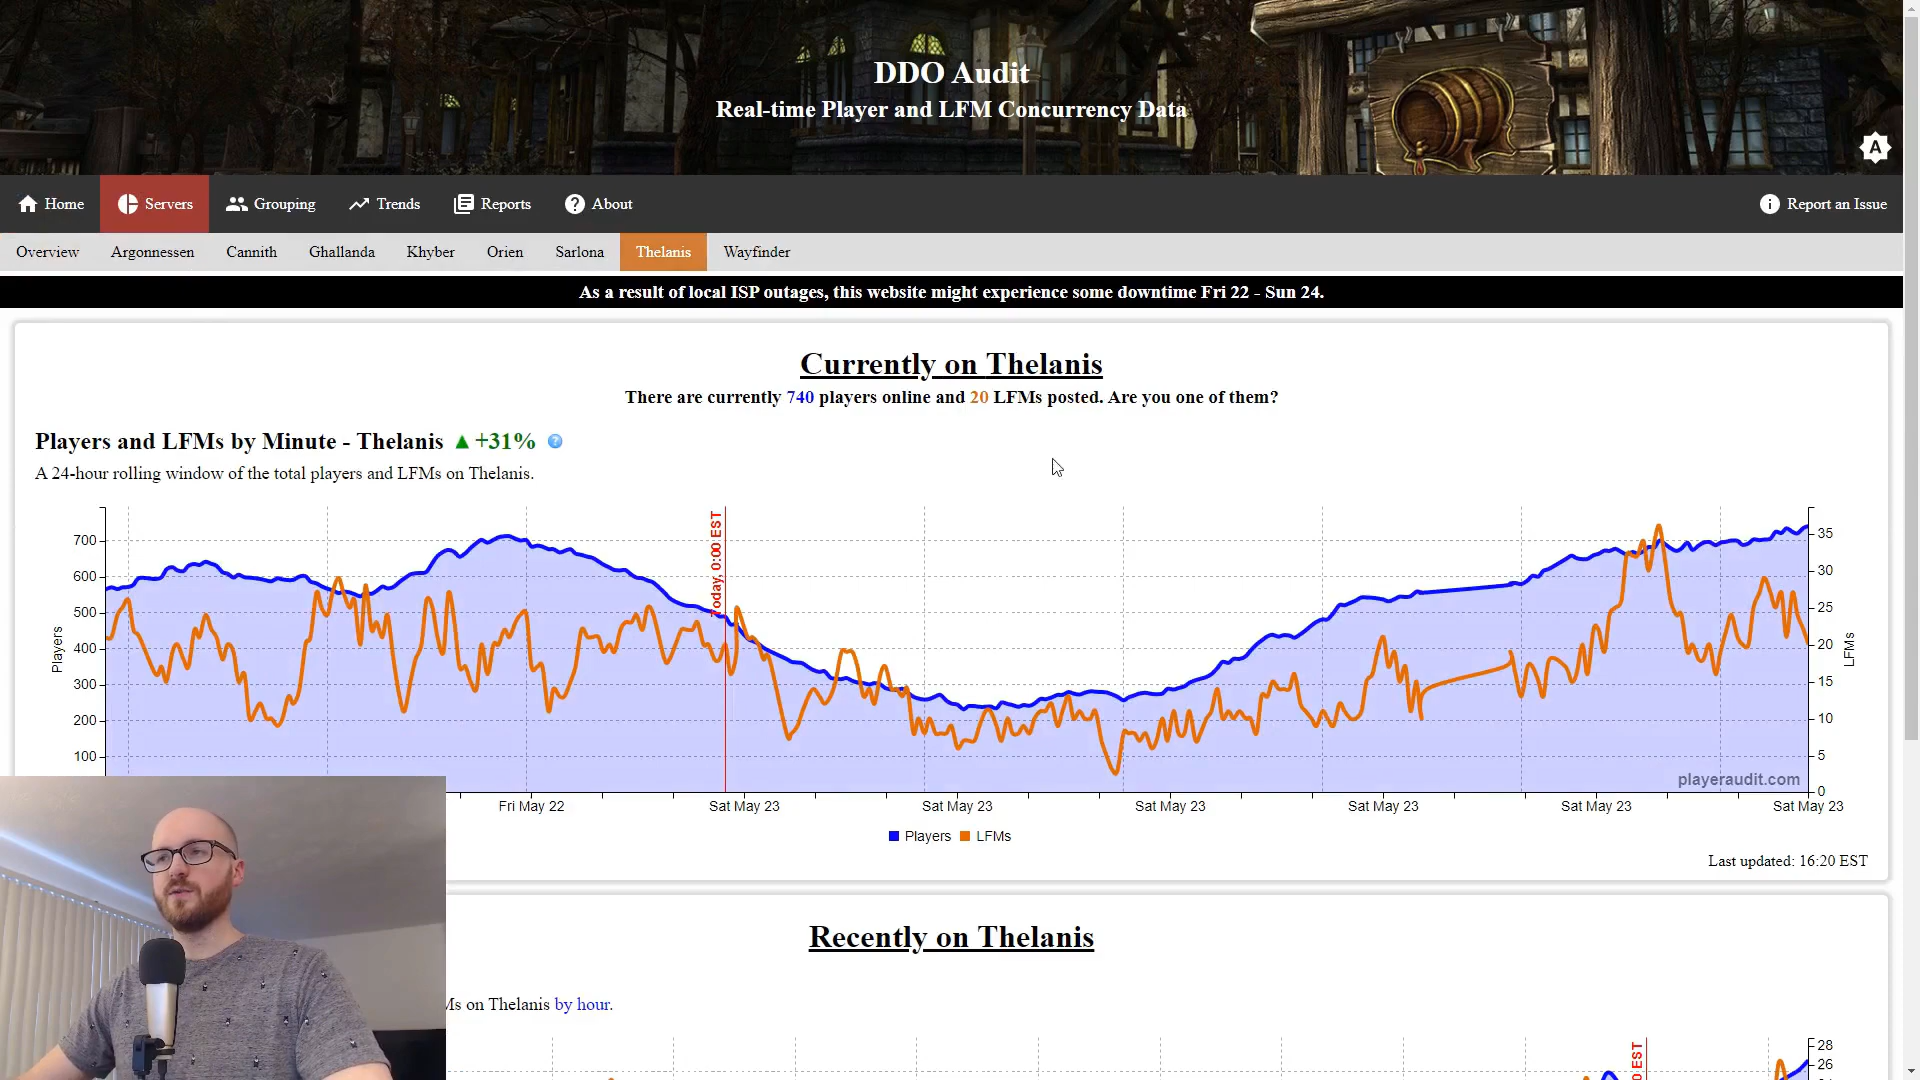 DDO Audit
Real-time Player and LFM Concurrency Data
A
Home
Servers
Grouping
Trends
Reports
? About
i Report an Issue
Overview
Argonnessen
Cannith
Ghallanda
Khyber
Orien
Sarlona
Thelanis
Wayfinder
As a result of local ISP outages, this website might experience some downtime Fri 22 - Sun 24.
Currently on Thelanis
There are currently 740 players online and 20 LFMs posted. Are you one of them?
Players and LFMs by Minute - Thelanis ▲ +31% ?
A 24-hour rolling window of the total players and LFMs on Thelanis.
Players
700
600
500
400
300
200
100
Today, 0:00 EST
LFMs
35
30
25
20
15
10
5
0
playeraudit.com
Fri May 22
Sat May 23
Sat May 23
Sat May 23
Sat May 23
Sat May 23
Sat May 23
Players
LFMs
Last updated: 16:20 EST
Recently on Thelanis
Ms on Thelanis by hour.
0 EST
28
26